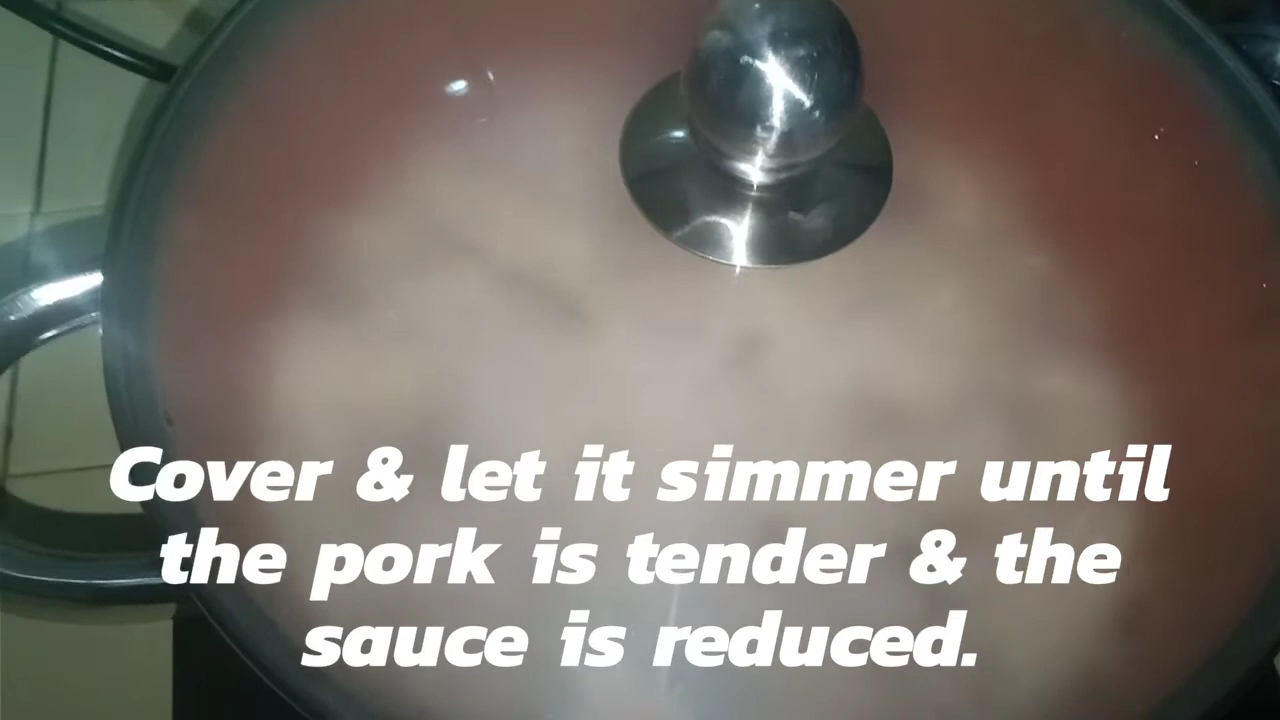 Cover & let it simmer until
the pork is tender & the
sauce is reduced.